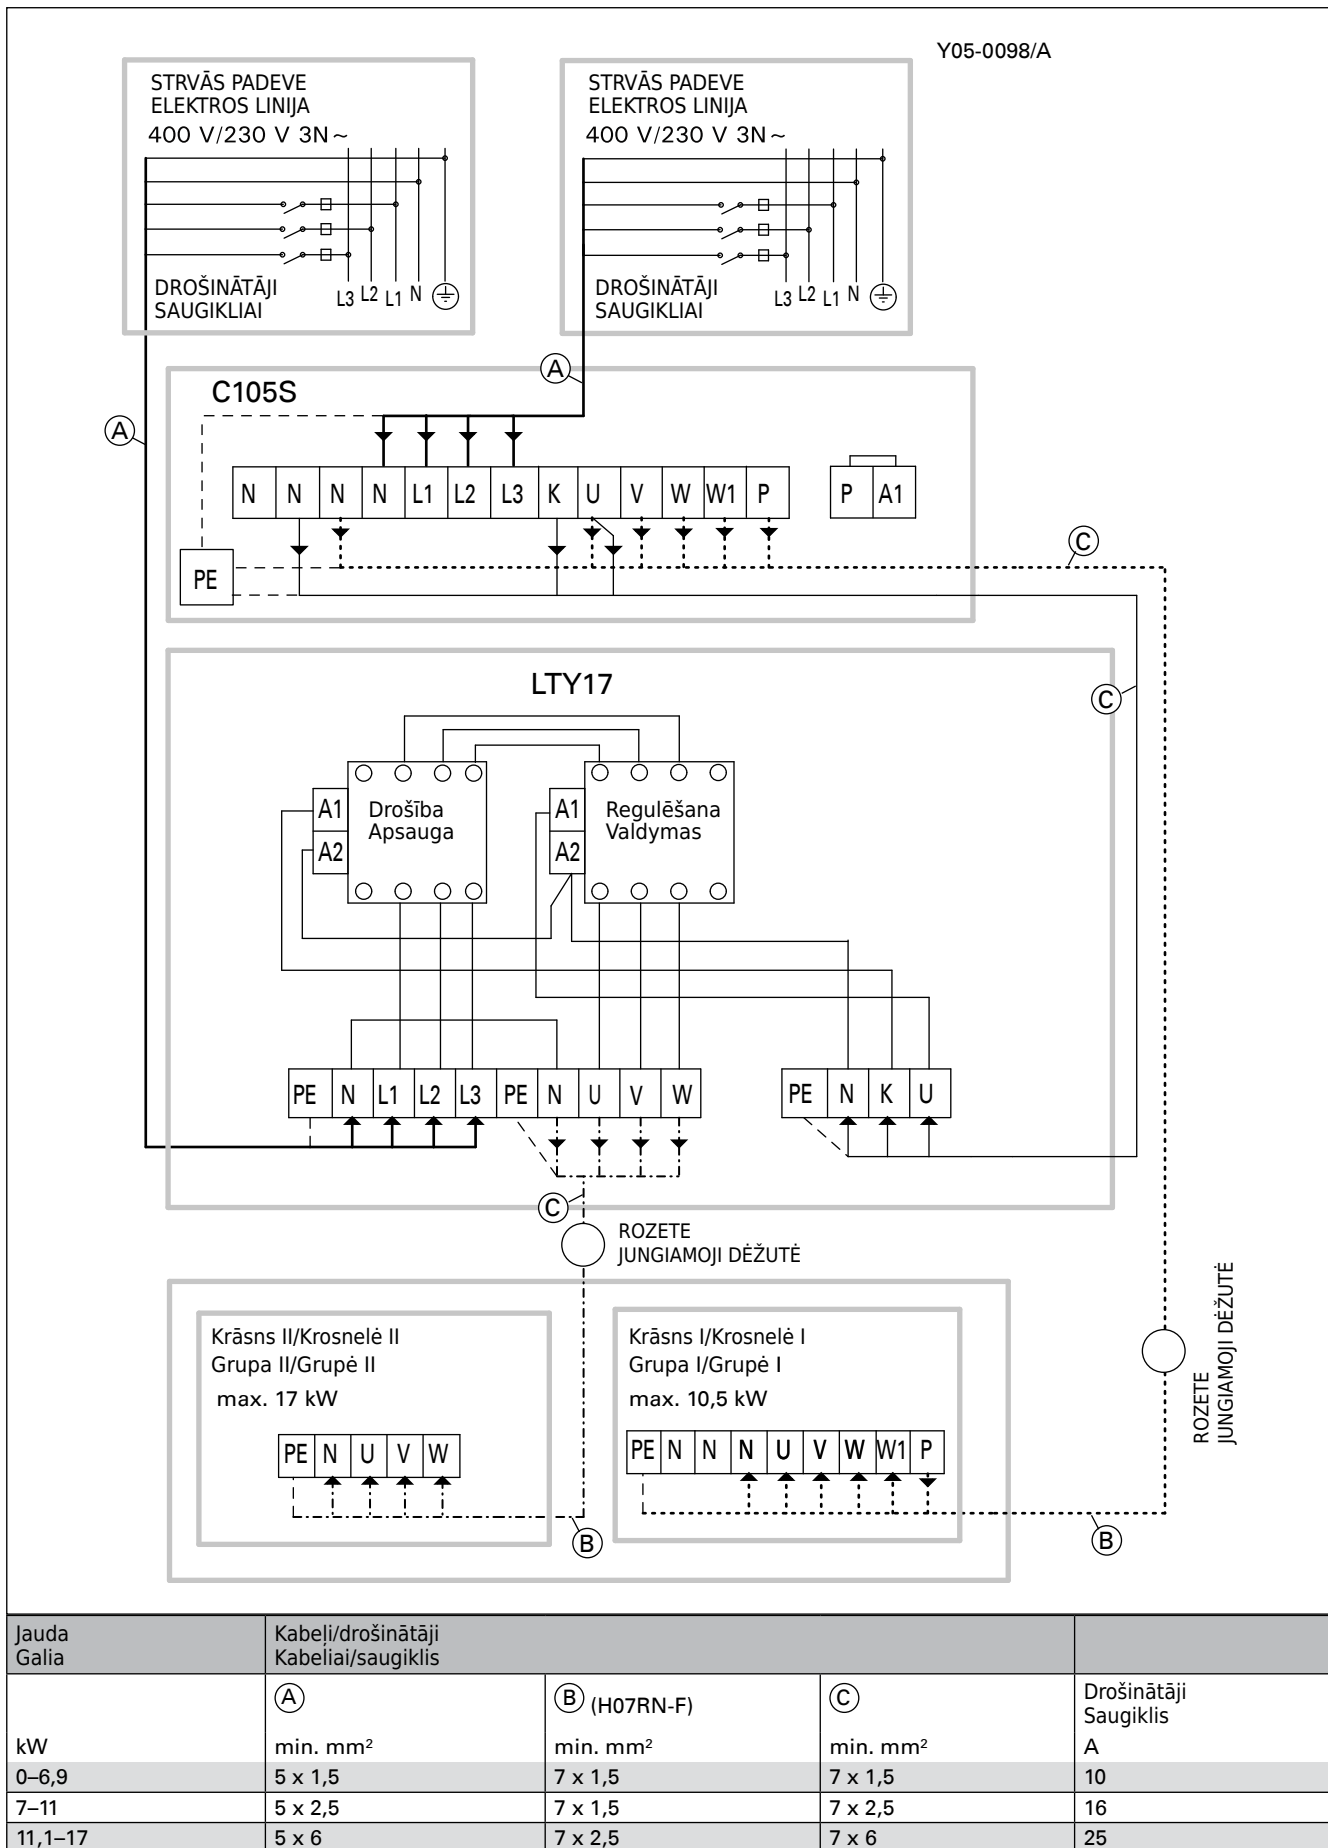 Y05-0098/A
STRVĀS PADEVE
ELEKTROS LINIJA
400 V/230 V 3N~
DROŠINĀTĀJI
SAUGIKLIAI
L3 L2 L1 N
STRVĀS PADEVE
ELEKTROS LINIJA
400 V/230 V 3N~
DROŠINĀTĀJI
SAUGIKLIAI
L3 L2 L1 N
A
A
C105S
N N N N L1 L2 L3 K U V W W1 P
P A1
PE
C
C
LTY17
A1
A2
Drošība
Apsauga
A1
A2
Regulēšana
Valdymas
PE N L1 L2 L3 PE N U V W
PE N K U
C
ROZETE
JUNGIAMOJI DĖŽUTĖ
ROZETE
JUNGIAMOJI DĖŽUTĖ
Krāsns II/Krosnelė II
Grupa II/Grupė II
max. 17 kW
PE N U V W
B
Krāsns I/Krosnelė I
Grupa I/Grupė I
max. 10,5 kW
PE N N N U V W W1 P
B
Jauda
Galia
Kabeļi/drošinātāji
Kabeliai/saugiklis
A
B (H07RN-F)
C
Drošinātāji
Saugiklis
kW min. mm² min. mm² min. mm² A
0–6,9 5 x 1,5 7 x 1,5 7 x 1,5 10
7–11 5 x 2,5 7 x 1,5 7 x 2,5 16
11,1–17 5 x 6 7 x 2,5 7 x 6 25